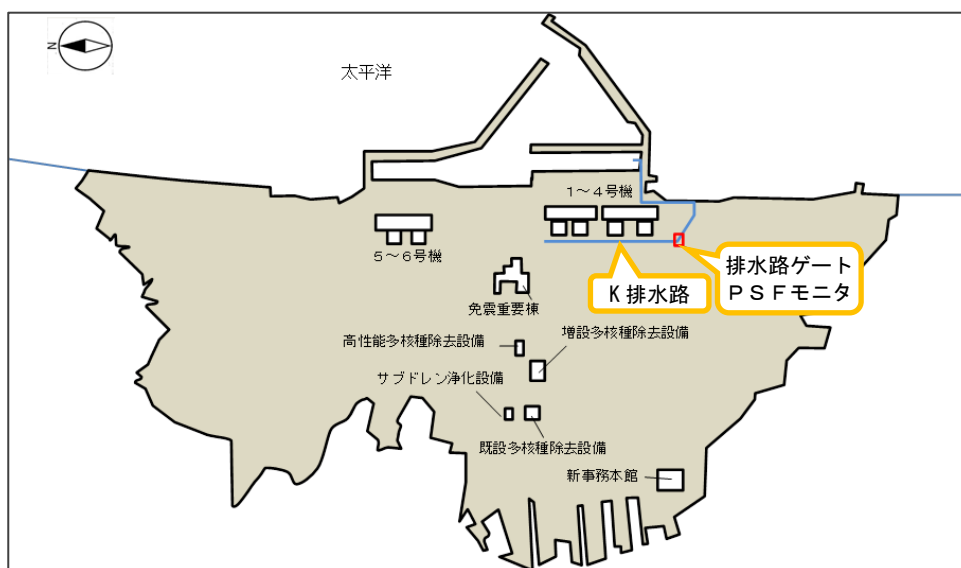 N
太平洋
1~4号機
5~6号機
K排水路
排水路ゲート
PSFモニタ
免震重要棟
高性能多核種除去設備
増設多核種除去設備
サブドレン浄化設備
既設多核種除去設備
新事務本館